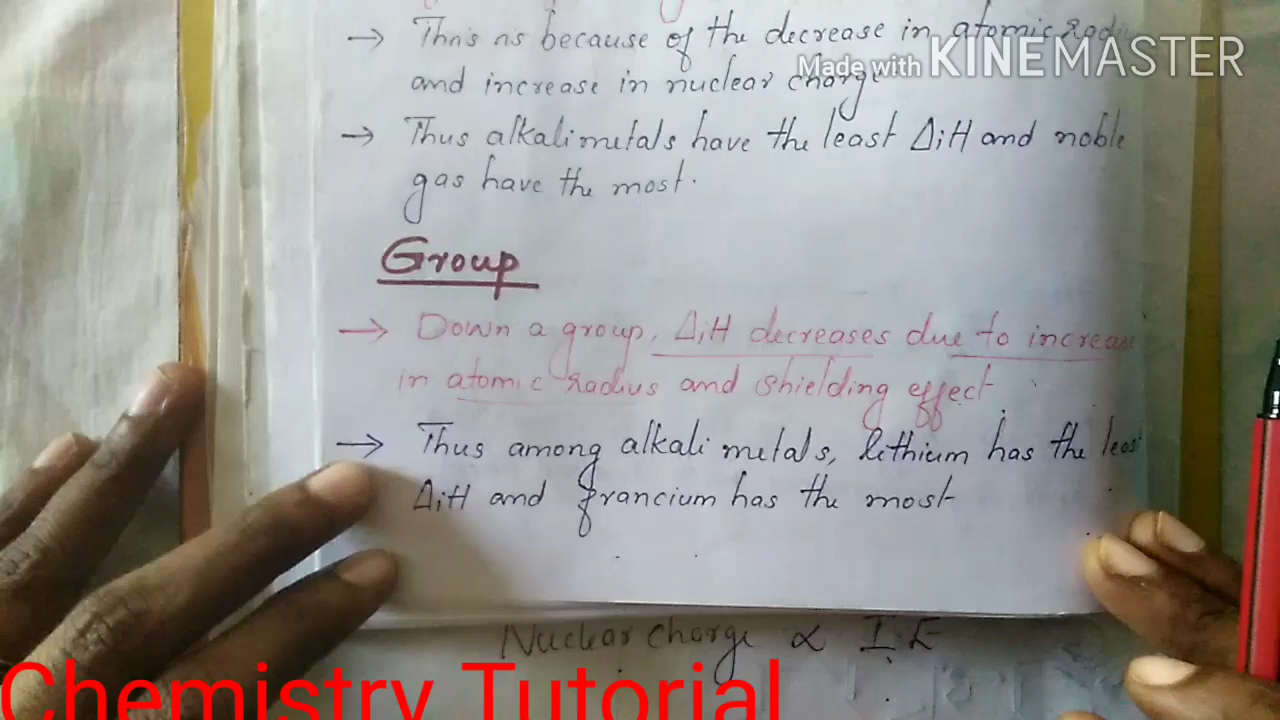 → This is because of the decrease in atomic Radi
Made with KINEMASTER
and increase in nuclear charge
→ Thus alkali metals have the least ΔiH and noble
gas have the most.
Group
→ Down a group, ΔiH decreases due to increase
in atomic radius and shielding effect
→ Thus among alkali metals, lithium has the least
ΔiH and francium has the most
Nuclear charge ∝ I.E
Chemistry Tutorial